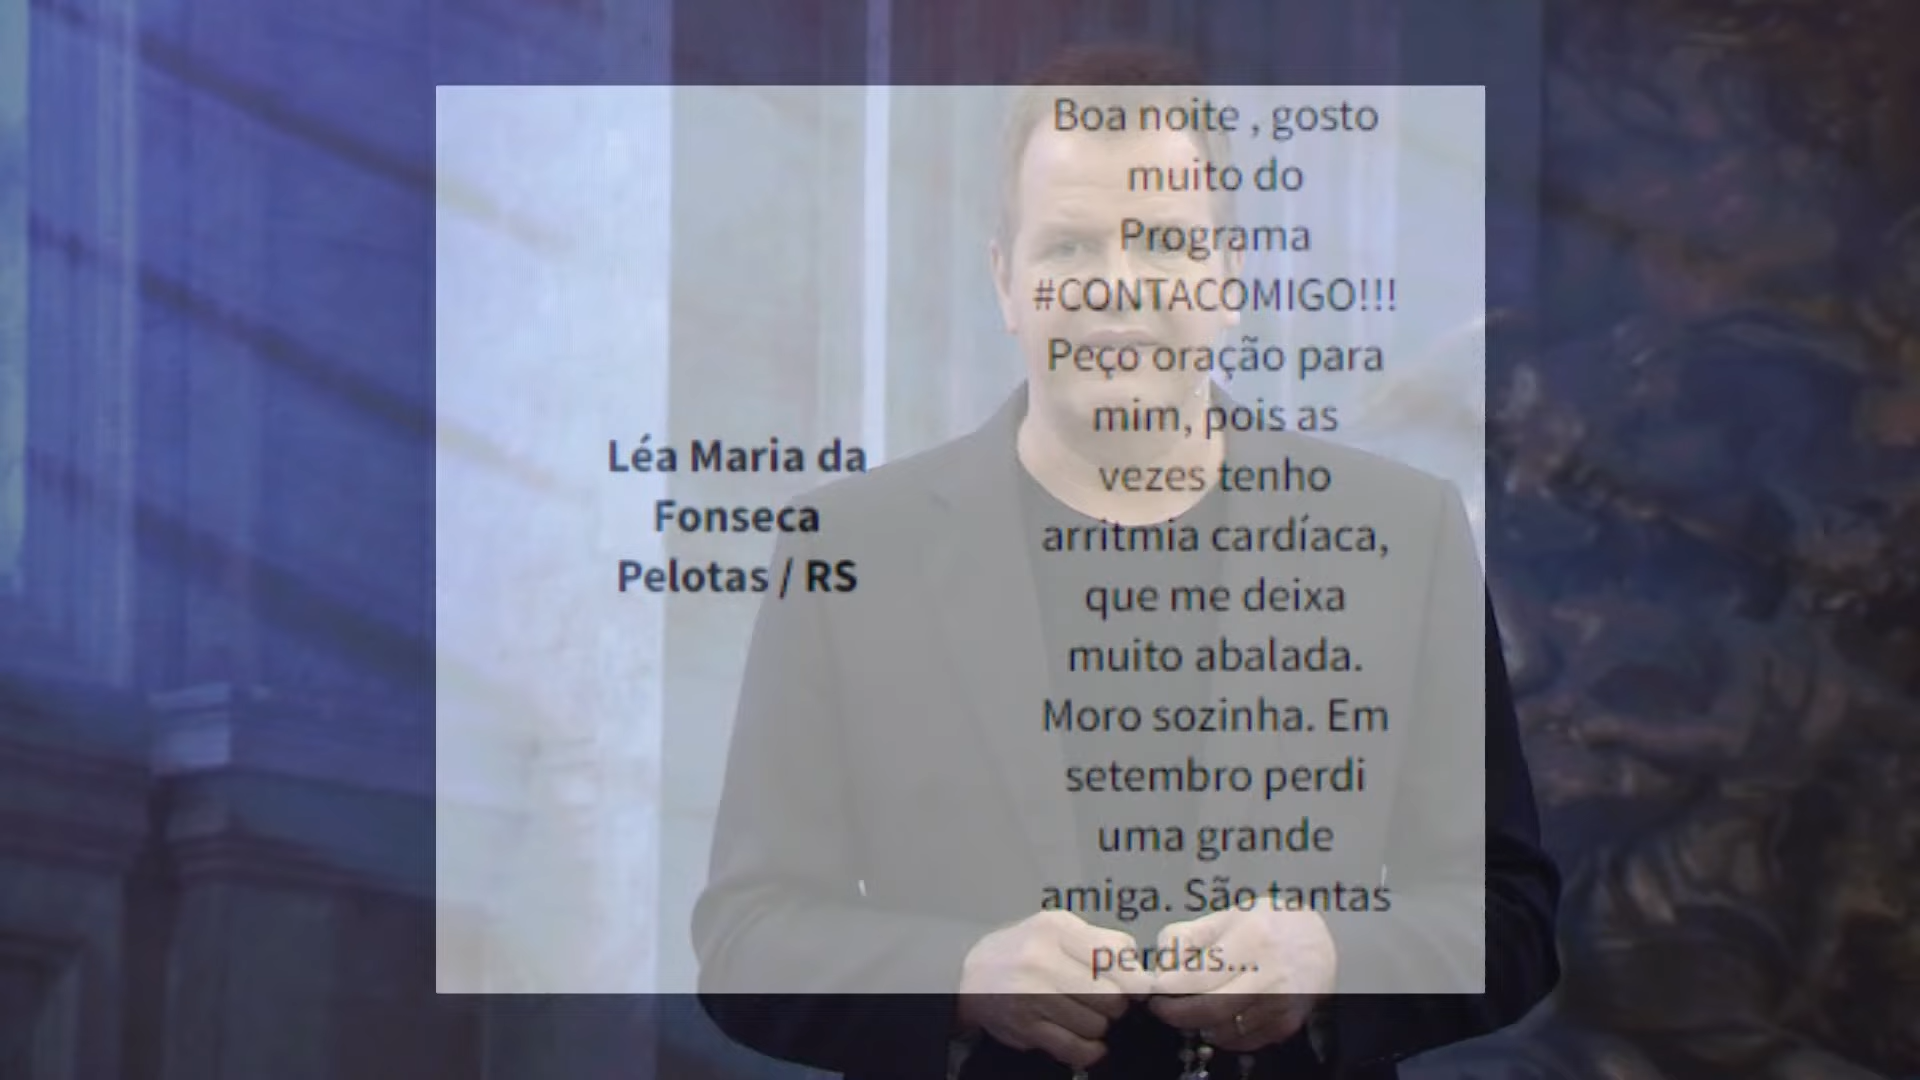 Léa Maria da
Fonseca
Pelotas / RS
Boa noite , gosto
muito do
Programa
#CONTACOMIGO!!!
Peço oração para
mim, pois as
vezes tenho
arritmia cardíaca,
que me deixa
muito abalada.
Moro sozinha. Em
setembro perdi
uma grande
amiga. São tantas
perdas...